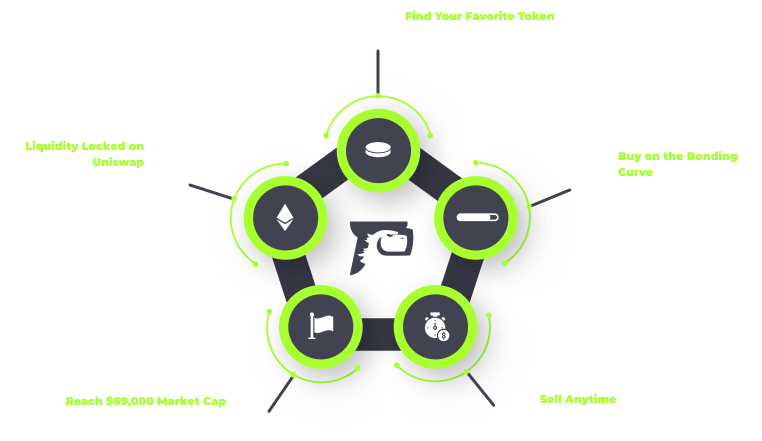 Find Your Favorite Token
Buy on the Bonding
Curve
Sell Anytime
Reach $69,000 Market Cap
Liquidity Locked on
Uniswap
$